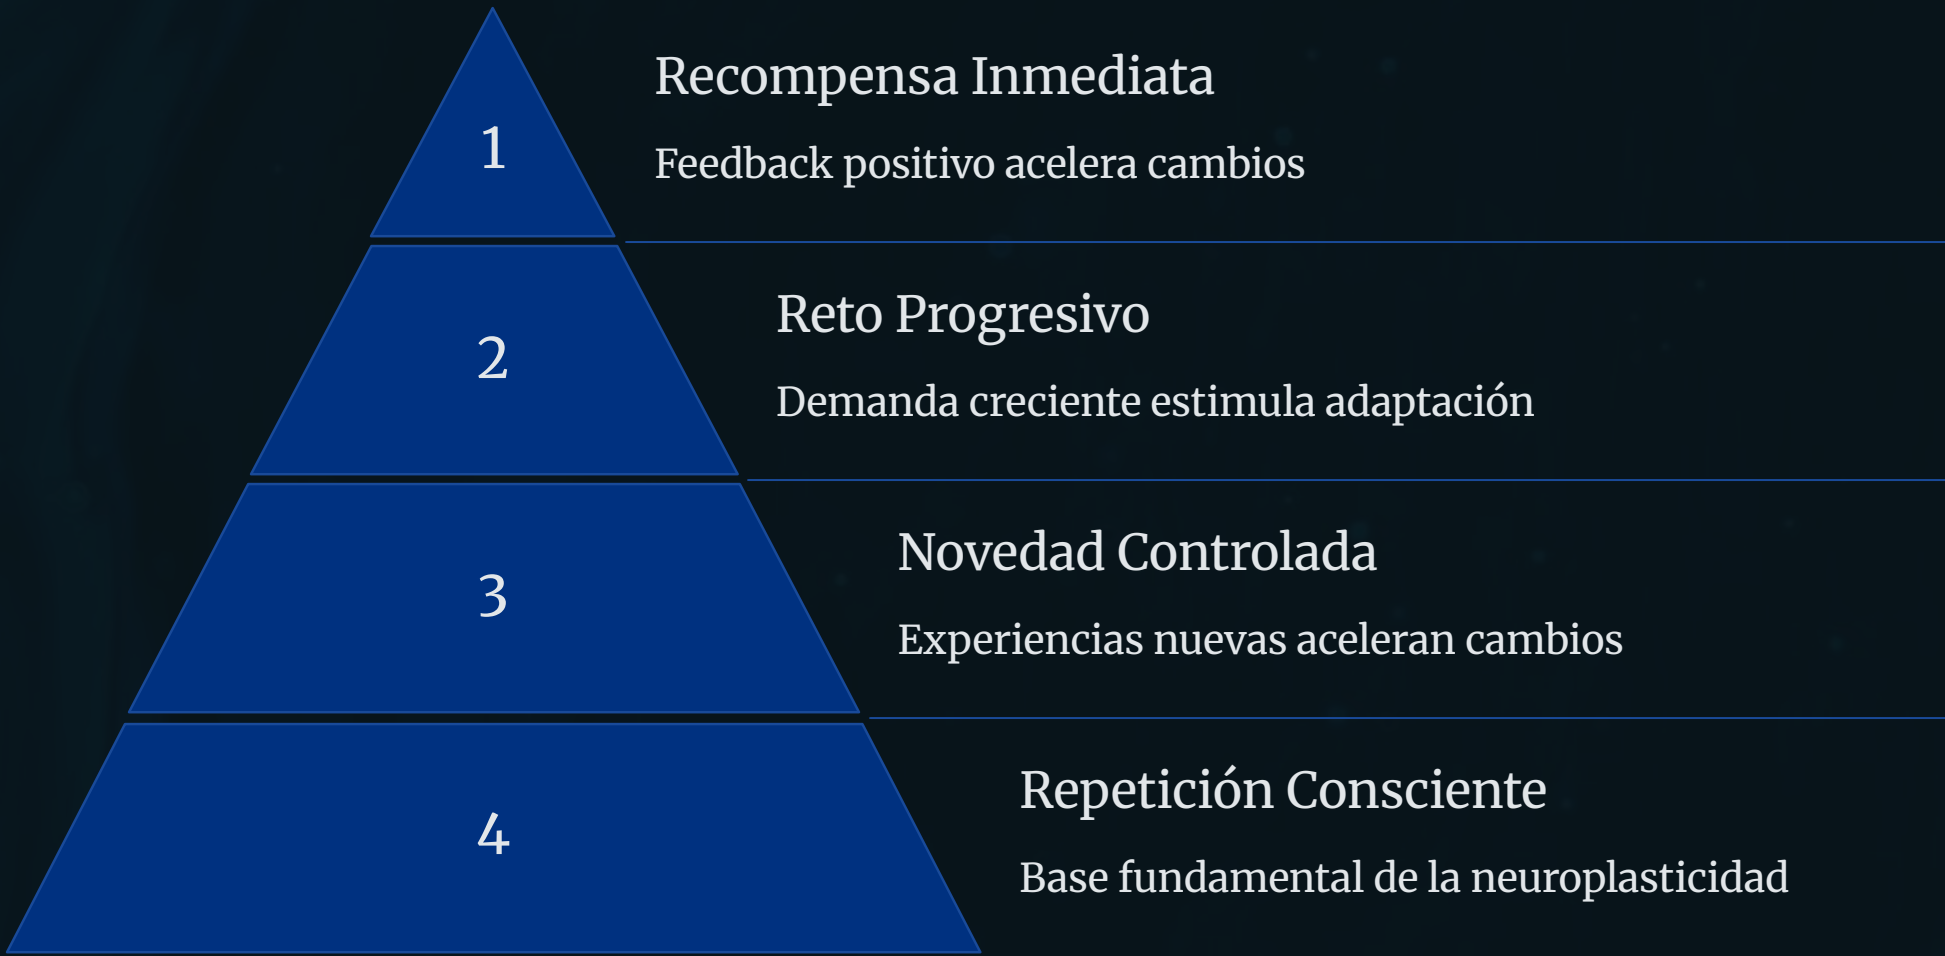 1
Recompensa Inmediata
Feedback positivo acelera cambios
2
Reto Progresivo
Demanda creciente estimula adaptación
3
Novedad Controlada
Experiencias nuevas aceleran cambios
4
Repetición Consciente
Base fundamental de la neuroplasticidad